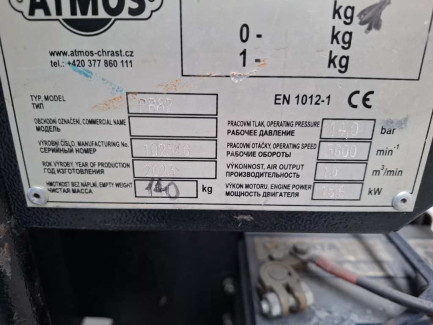 ATMOS
www.atmos-chrast.cz
tel.: +420 377 860 111
kg
0- kg
1- kg
TYP, MODEL
ТИП
EN 1012-1 CE
OBCHODNÍ OZNAČENÍ, COMMERCIAL NAME
МОДЕЛЬ
PRACOVNÍ TLAK, OPERATING PRESSURE
РАБОЧЕЕ ДАВЛЕНИЕ
bar
VÝROBNÍ ČÍSLO, MANUFACTURING NO
СЕРИЙНЫЙ НОМЕР
PRACOVNÍ OTÁČKY, OPERATING SPEED
РАБОЧИЕ ОБОРОТЫ
min-1
ROK VÝROBY, YEAR OF PRODUCTION
ГОД ИЗГОТОВЛЕНИЯ
VÝKONNOST, AIR OUTPUT
ПРОИЗВОДИТЕЛЬНОСТЬ
m³/min
HMOTNOST BEZ NÁPLNÍ, EMPTY WEIGHT
ЧИСТАЯ МАССА
kg
VÝKON MOTORU, ENGINE POWER
МОЩНОСТЬ ДВИГАТЕЛЯ
kW